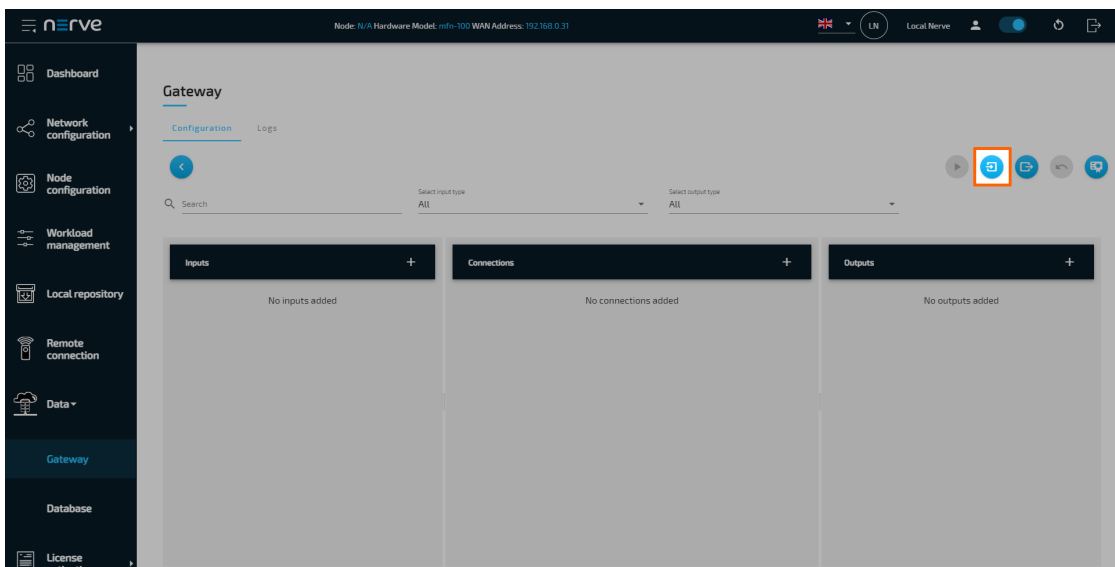 nerve
Node: N/A Hardware Model: mfn-100 WAN Address: 192.168.0.31
LN
Local Nerve
Dashboard
Network
configuration
Node
configuration
Workload
management
Local repository
Remote
connection
Data
Gateway
Database
License
Gateway
Configuration
Logs
Search
Select input type
All
Select output type
All
Inputs +
Connections +
Outputs +
No inputs added
No connections added
No outputs added